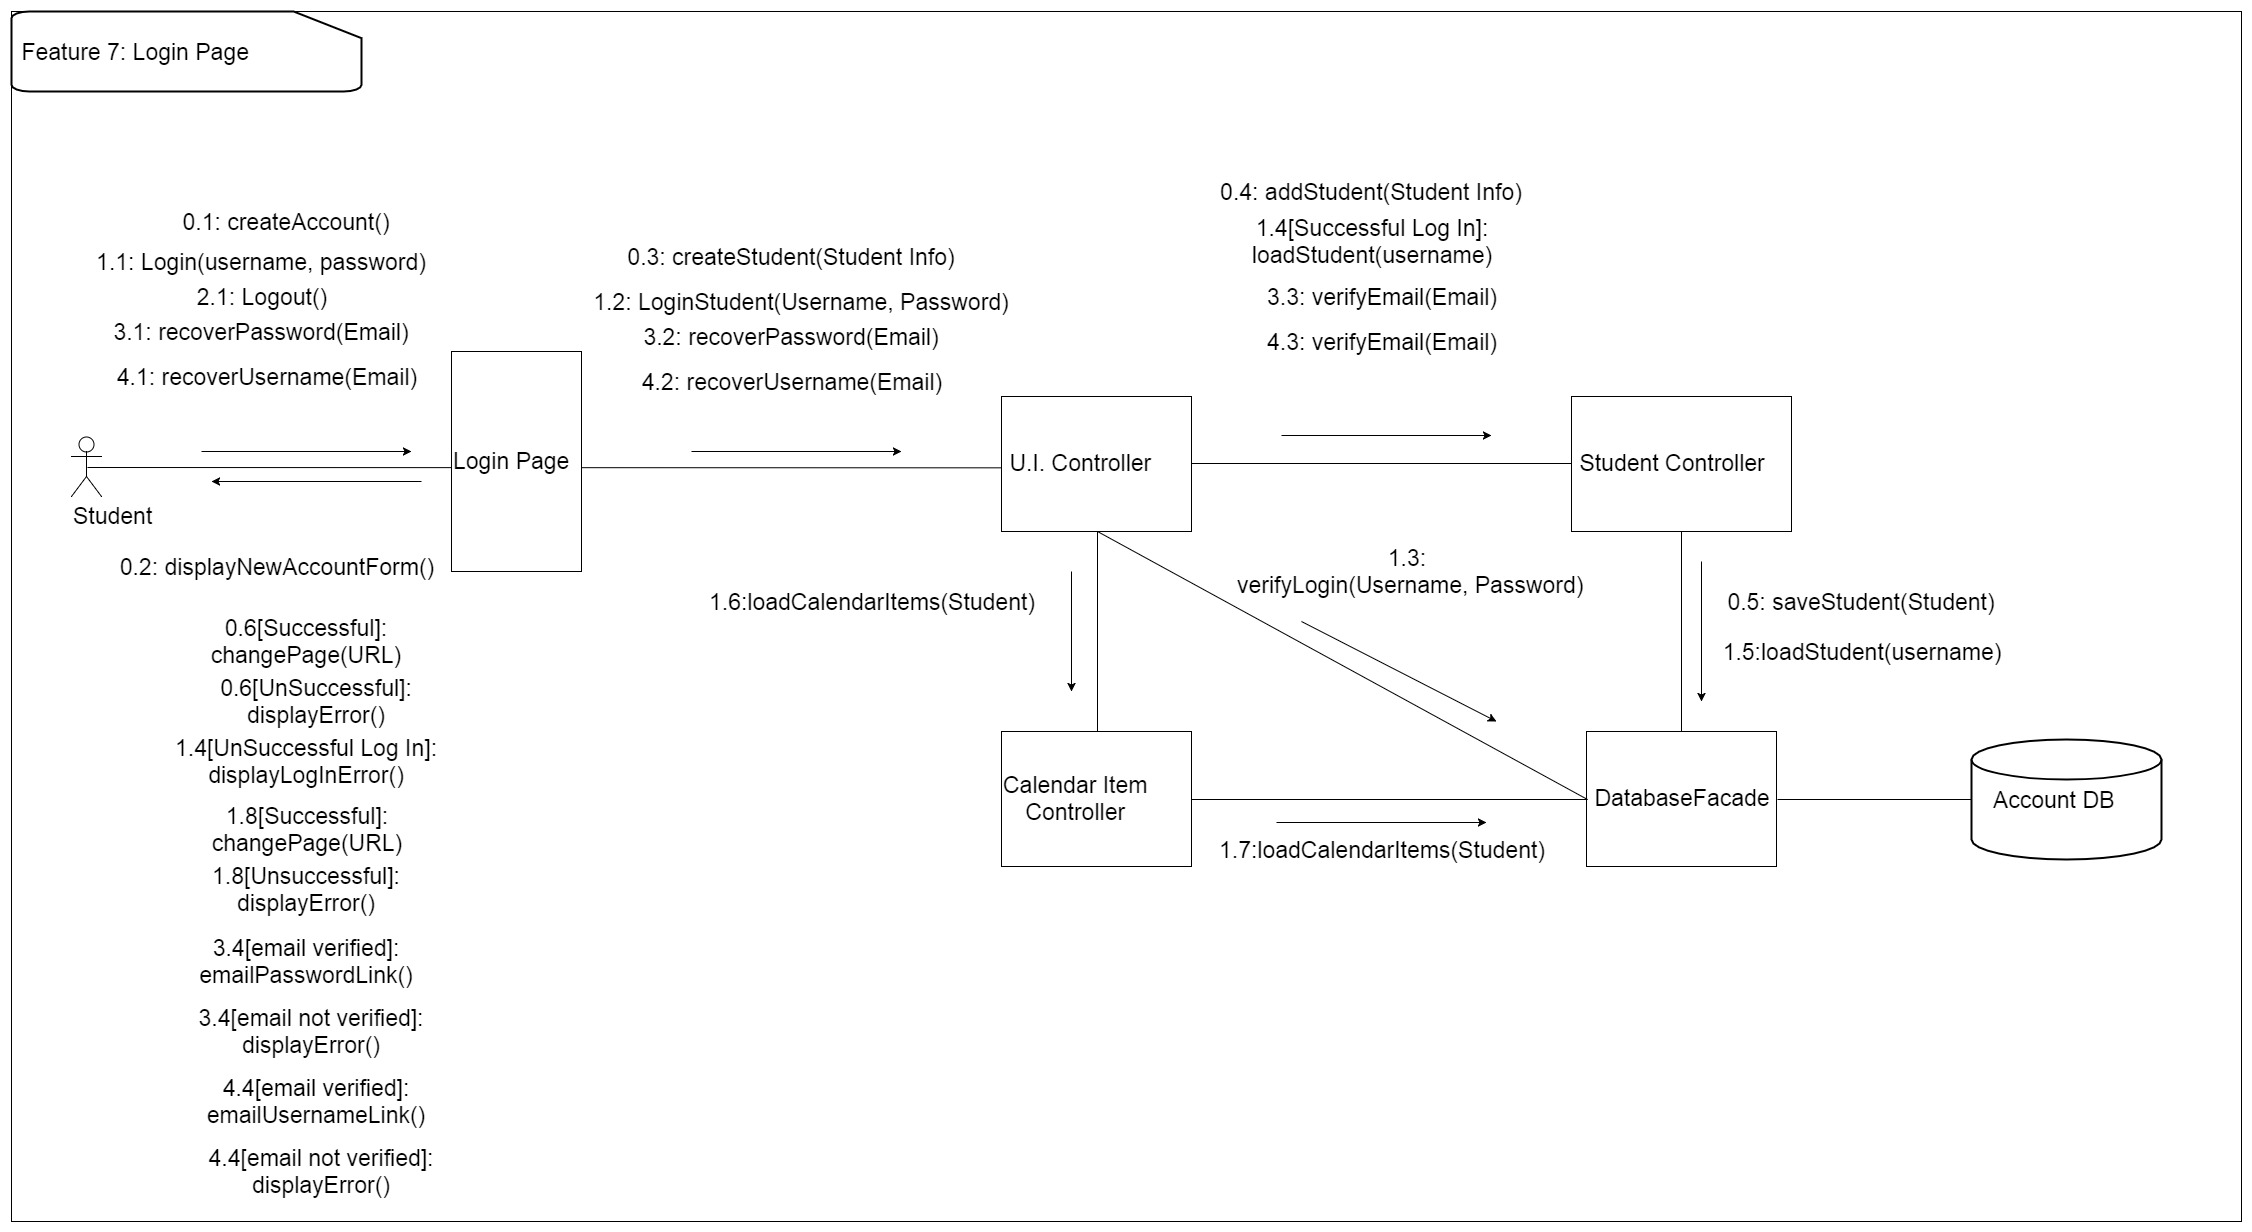 Feature 7: Login Page
0.1: createAccount()
1.1: Login(username, password)
2.1: Logout()
3.1: recoverPassword(Email)
4.1: recoverUsername(Email)
0.3: createStudent(Student Info)
1.2: LoginStudent(Username, Password)
3.2: recoverPassword(Email)
4.2: recoverUsername(Email)
0.4: addStudent(Student Info)
1.4[Successful Log In]:
loadStudent(username)
3.3: verifyEmail(Email)
4.3: verifyEmail(Email)
Student
Login Page
U.I. Controller
Student Controller
0.2: displayNewAccountForm()
0.6[Successful]:
changePage(URL)
0.6[UnSuccessful]:
displayError()
1.4[UnSuccessful Log In]:
displayLogInError()
1.8[Successful]:
changePage(URL)
1.8[Unsuccessful]:
displayError()
3.4[email verified]:
emailPasswordLink()
3.4[email not verified]:
displayError()
4.4[email verified]:
emailUsernameLink()
4.4[email not verified]:
displayError()
1.6:loadCalendarItems(Student)
1.3:
verifyLogin(Username, Password)
0.5: saveStudent(Student)
1.5:loadStudent(username)
Calendar Item
Controller
1.7:loadCalendarItems(Student)
DatabaseFacade
Account DB